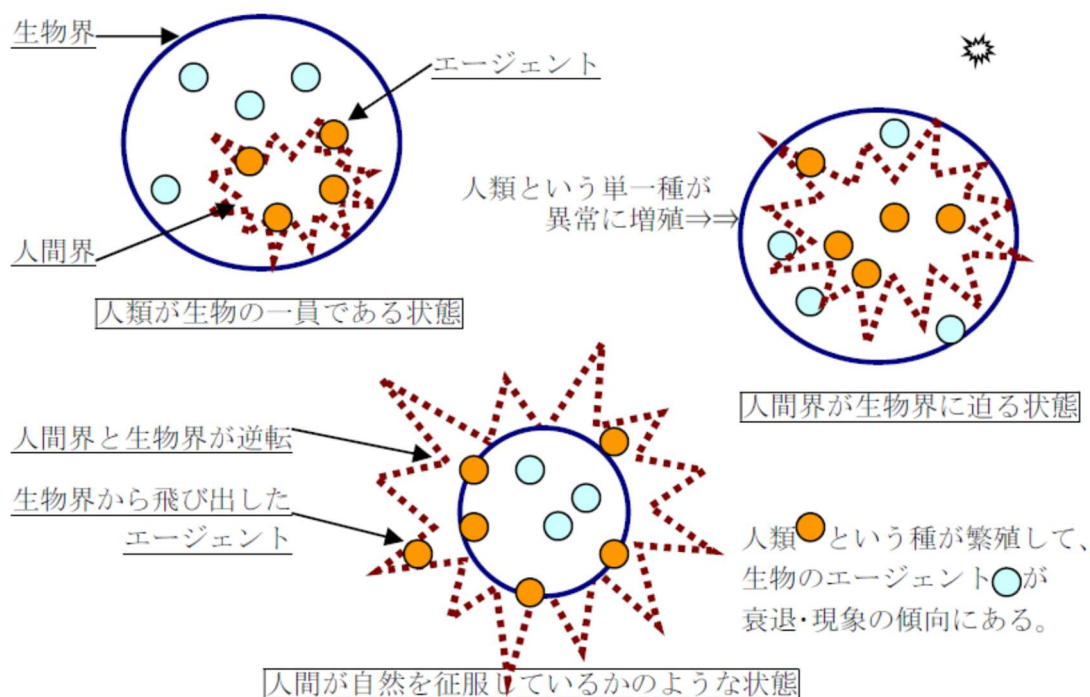 生物界
エージェント
人間界
人類が生物の一員である状態
人類という単一種が
異常に増殖⇒⇒
人間界が生物界に迫る状態
人間界と生物界が逆転
生物界から飛び出した
エージェント
人間が自然を征服しているかのような状態
人類という種が繁殖して、
生物のエージェントが
衰退・現象の傾向にある。